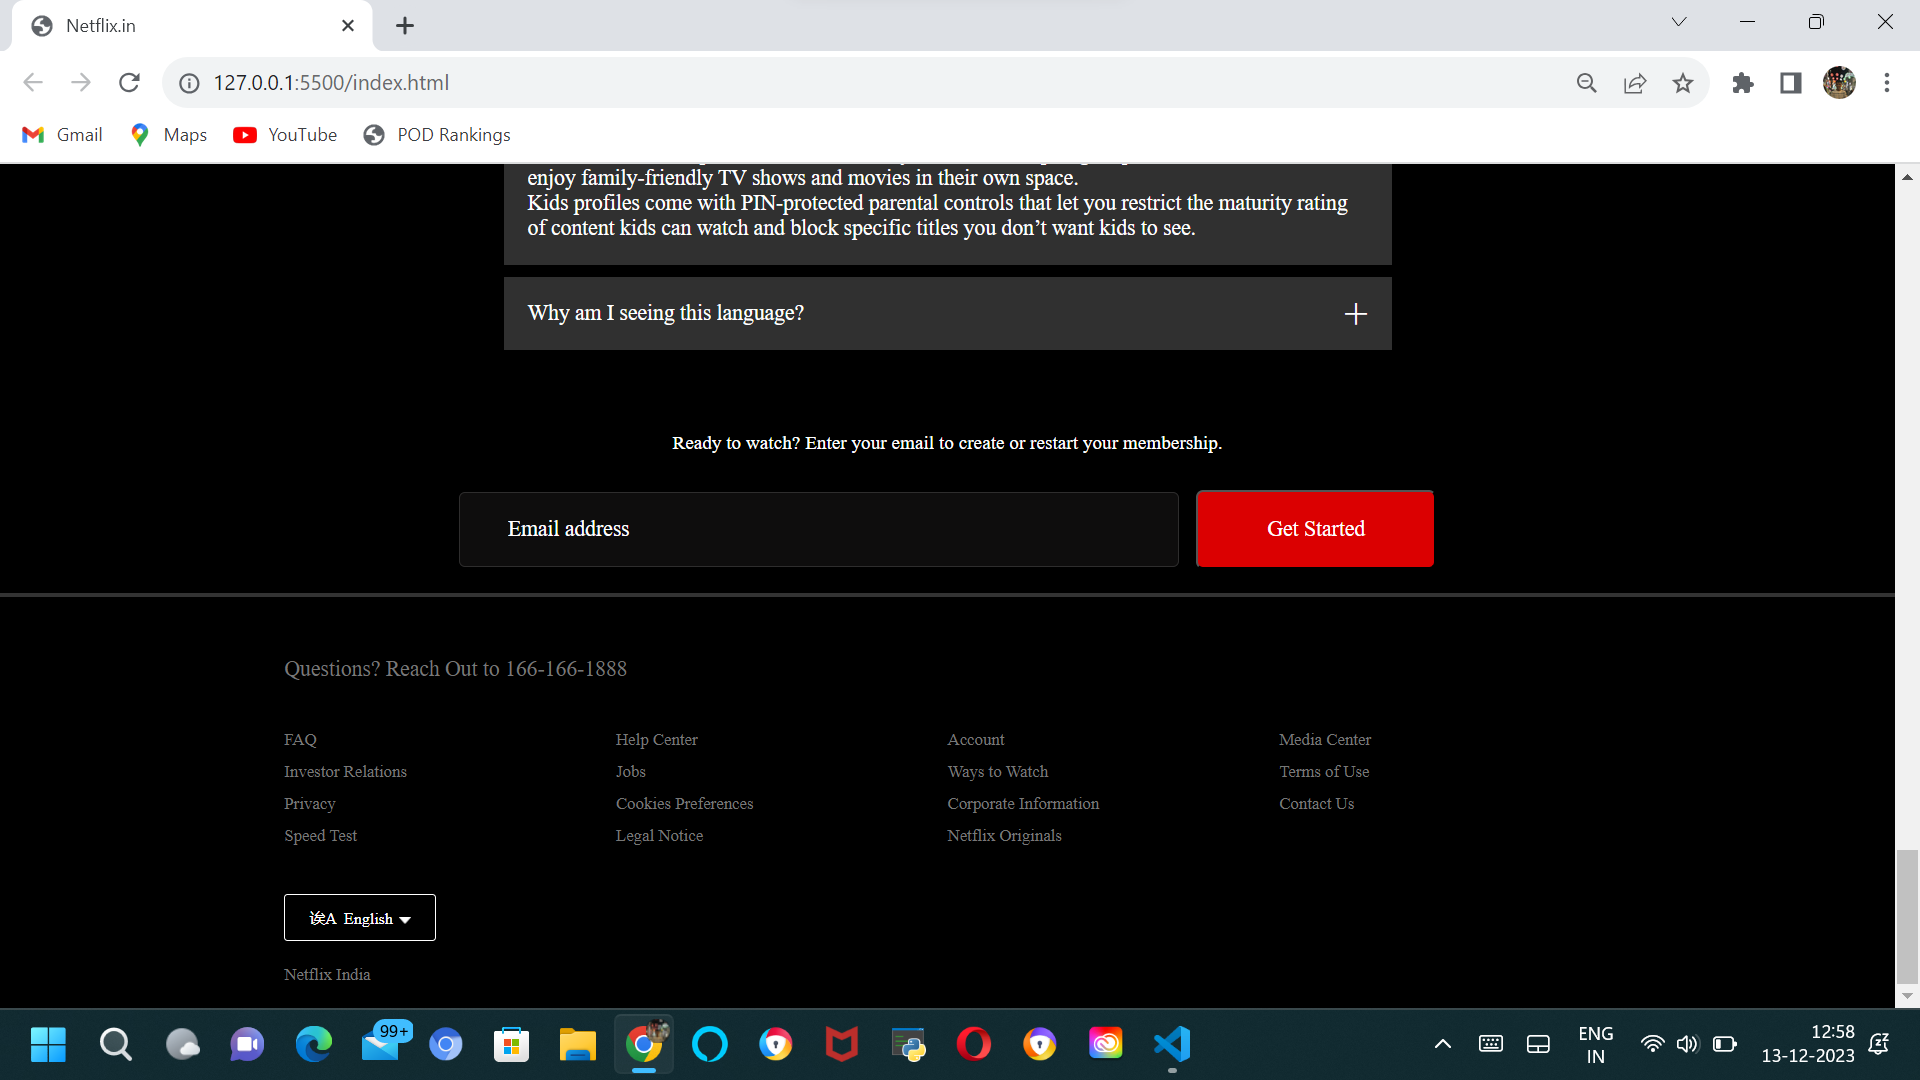 Netflix.in
127.0.0.1:5500/index.html
Gmail
Maps
YouTube
POD Rankings
enjoy family-friendly TV shows and movies in their own space.
Kids profiles come with PIN-protected parental controls that let you restrict the maturity rating
of content kids can watch and block specific titles you don’t want kids to see.
Why am I seeing this language?
Ready to watch? Enter your email to create or restart your membership.
Email address
Get Started
Questions? Reach Out to 166-166-1888
FAQ
Help Center
Account
Media Center
Investor Relations
Jobs
Ways to Watch
Terms of Use
Privacy
Cookies Preferences
Corporate Information
Contact Us
Speed Test
Legal Notice
Netflix Originals
诶A English
Netflix India
99+
ENG
IN
12:58
13-12-2023